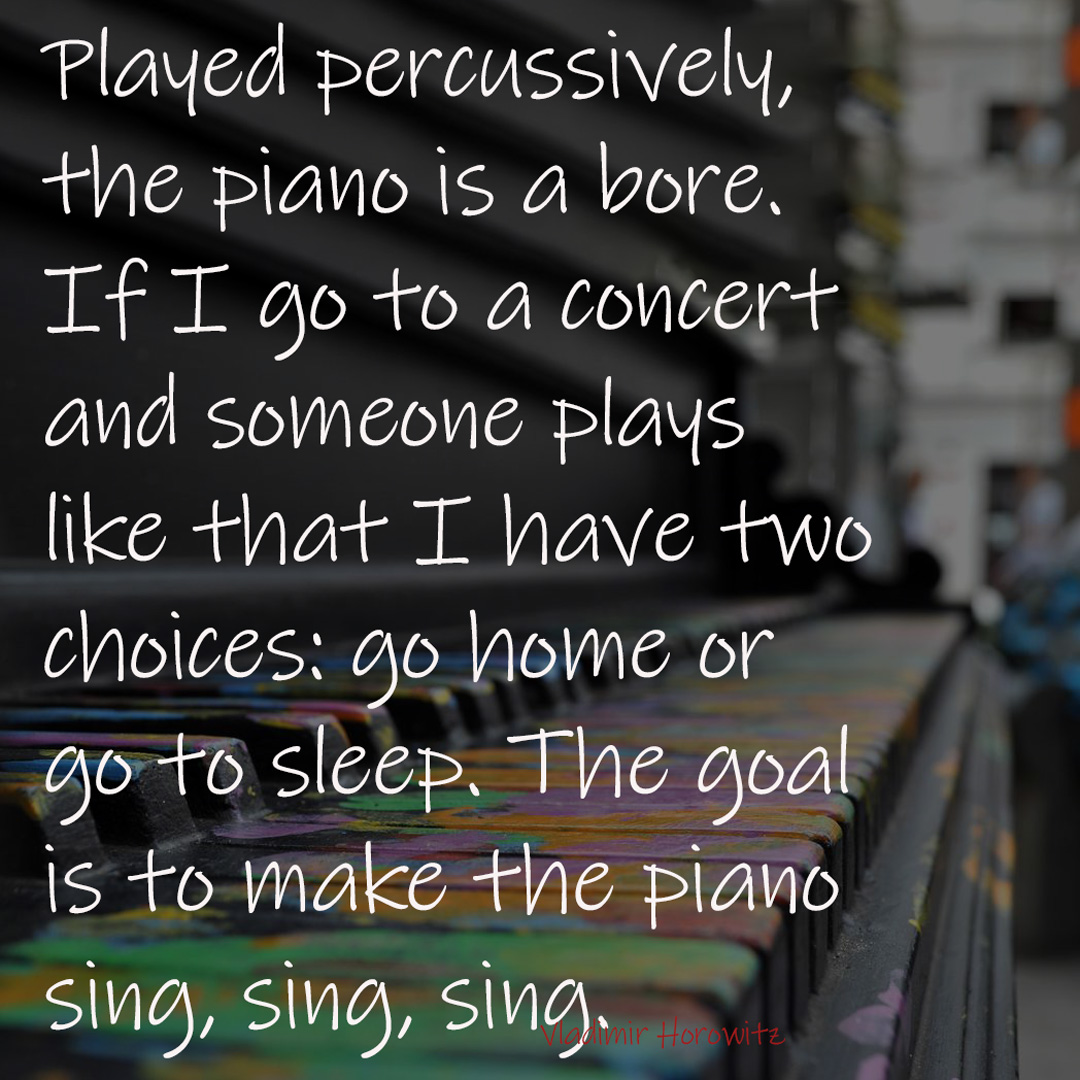 Played percussively,
the piano is a bore.
If I go to a concert
and someone plays
like that I have two
choices: go home or
go to sleep. The goal
is to make the piano
sing, sing, sing.
Vladimir Horowitz